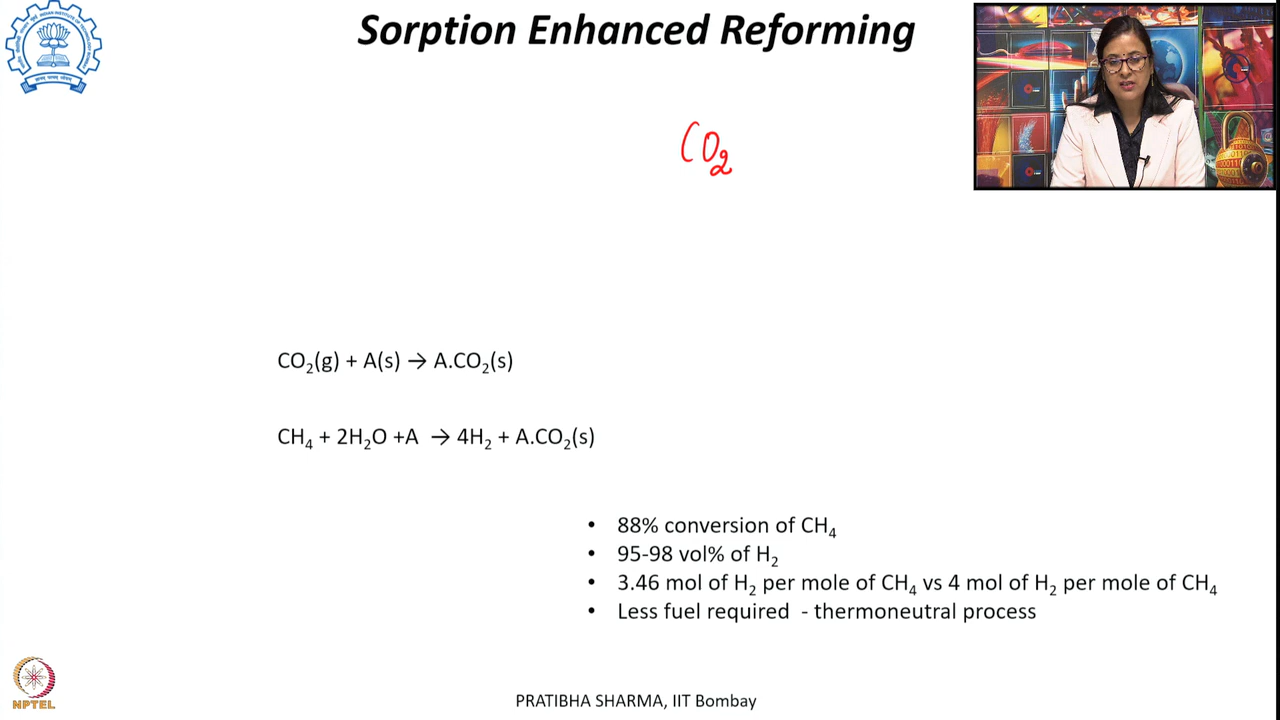 Sorption Enhanced Reforming
CO₂
CO₂(g) + A(s) → A.CO₂(s)
CH₄ + 2H₂O +A → 4H₂ + A.CO₂(s)
• 88% conversion of CH₄
• 95-98 vol% of H₂
• 3.46 mol of H₂ per mole of CH₄ vs 4 mol of H₂ per mole of CH₄
• Less fuel required - thermoneutral process
NPTEL
PRATIBHA SHARMA, IIT Bombay